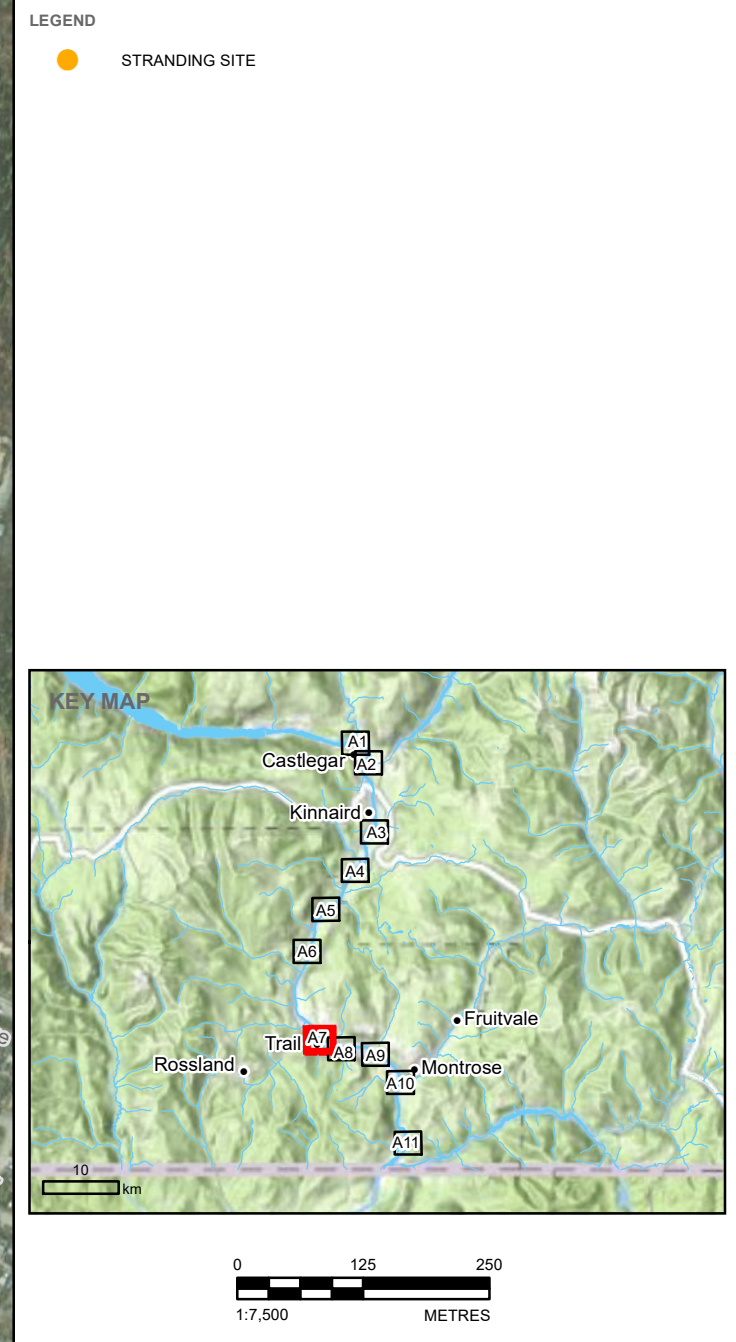 LEGEND
STRANDING SITE
KEY MAP
A1
Castlegar
A2
Kinnaird
A3
A4
A5
A6
Fruitvale
A7
Trail
A8
A9
Rossland
Montrose
A10
A11
10
km
0 125 250
1:7,500 METRES